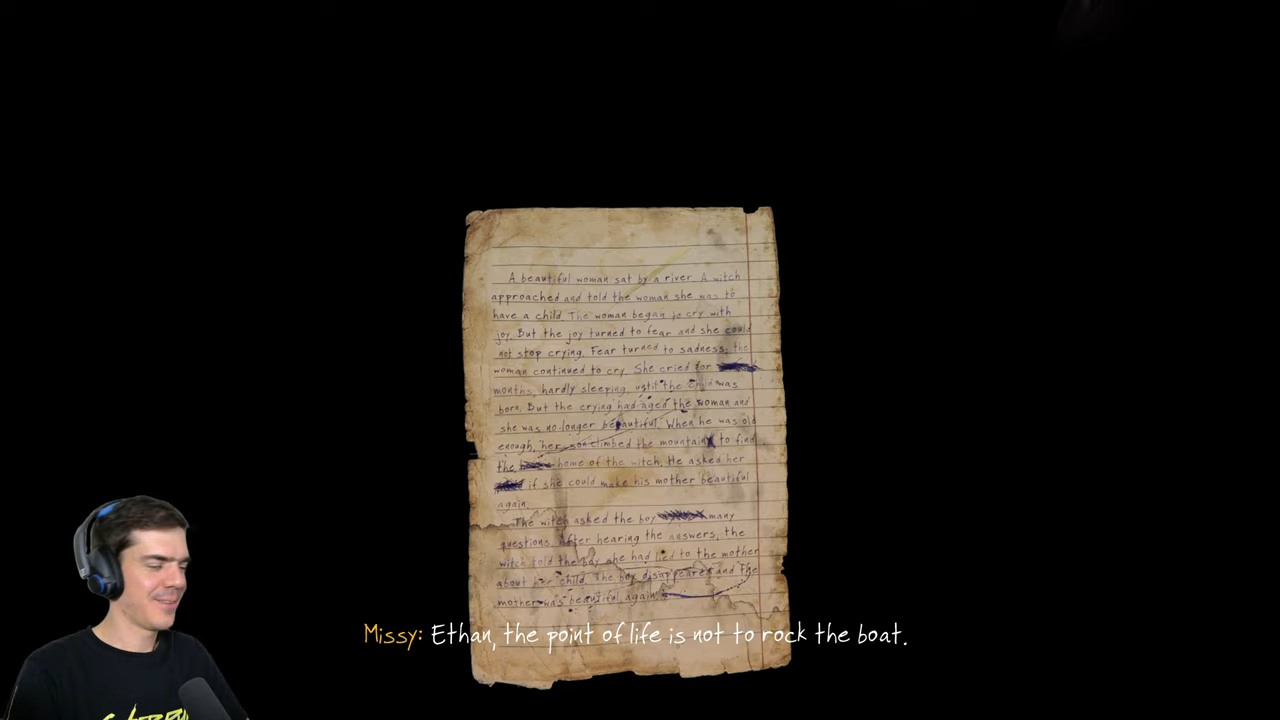 A beautiful woman sat by a river. A witch
approached and told the woman she was to
have a child. The woman began to cry with
joy. But the joy turned to fear and she could
not stop crying. Fear turned to sadness, the
woman continued to cry. She cried for
months, hardly sleeping, until the child was
born. But the crying had aged the woman and
she was no longer beautiful. When he was old
enough, her son climbed the mountain to find
the home of the witch. He asked her
if she could make his mother beautiful
again.
The witch asked the boy many
questions. After hearing the answers, the
witch told the boy she had lied to the mother
about her child. The boy disappeared and the
mother was beautiful again.
Missy: Ethan, the point of life is not to rock the boat.